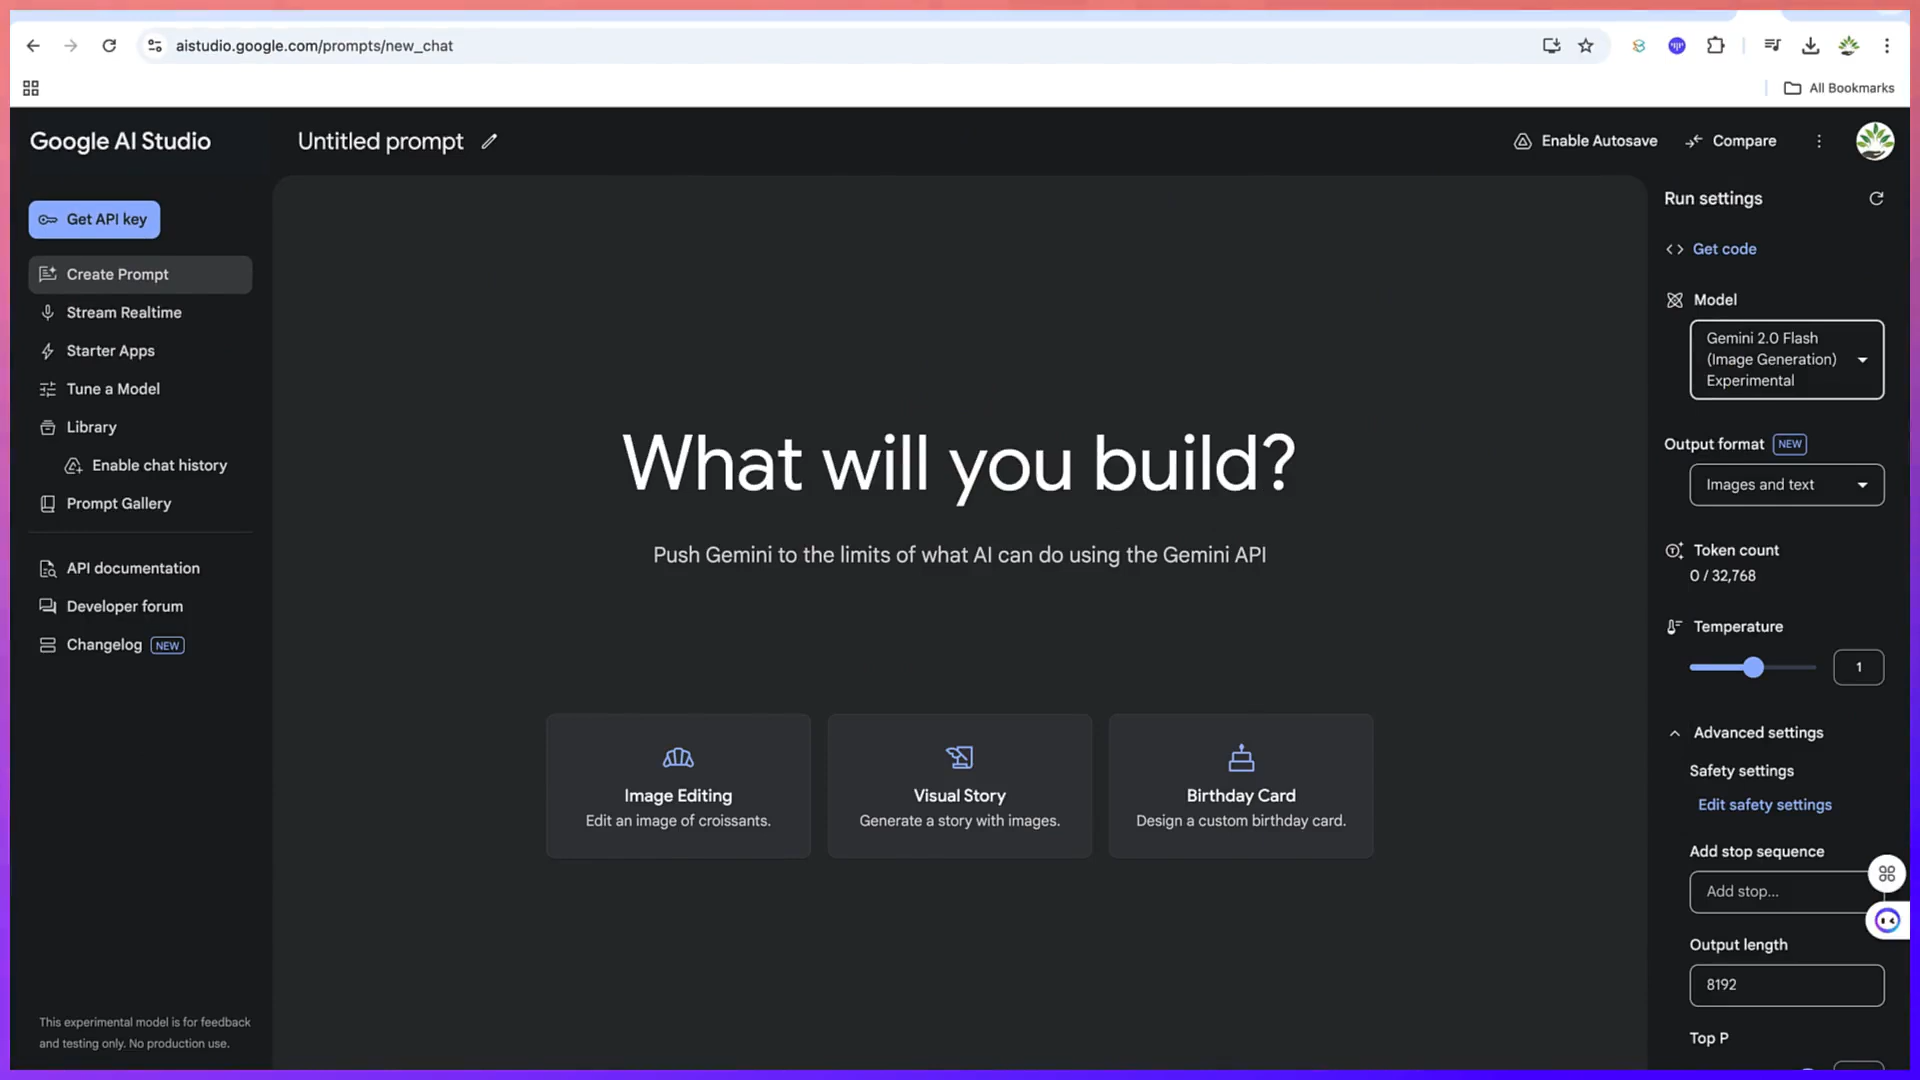 aistudio.google.com/prompts/new_chat
All Bookmarks
Google AI Studio
Untitled prompt
Enable Autosave
Compare
Get API key
Create Prompt
Stream Realtime
Starter Apps
Tune a Model
Library
Enable chat history
Prompt Gallery
API documentation
Developer forum
Changelog NEW
This experimental model is for feedback
and testing only. No production use.
What will you build?
Push Gemini to the limits of what AI can do using the Gemini API
Image Editing
Edit an image of croissants.
Visual Story
Generate a story with images.
Birthday Card
Design a custom birthday card.
Run settings
Get code
Model
Gemini 2.0 Flash
(Image Generation)
Experimental
Output format NEW
Images and text
Token count
0 / 32,768
Temperature
1
Advanced settings
Safety settings
Edit safety settings
Add stop sequence
Add stop...
Output length
8192
Top P